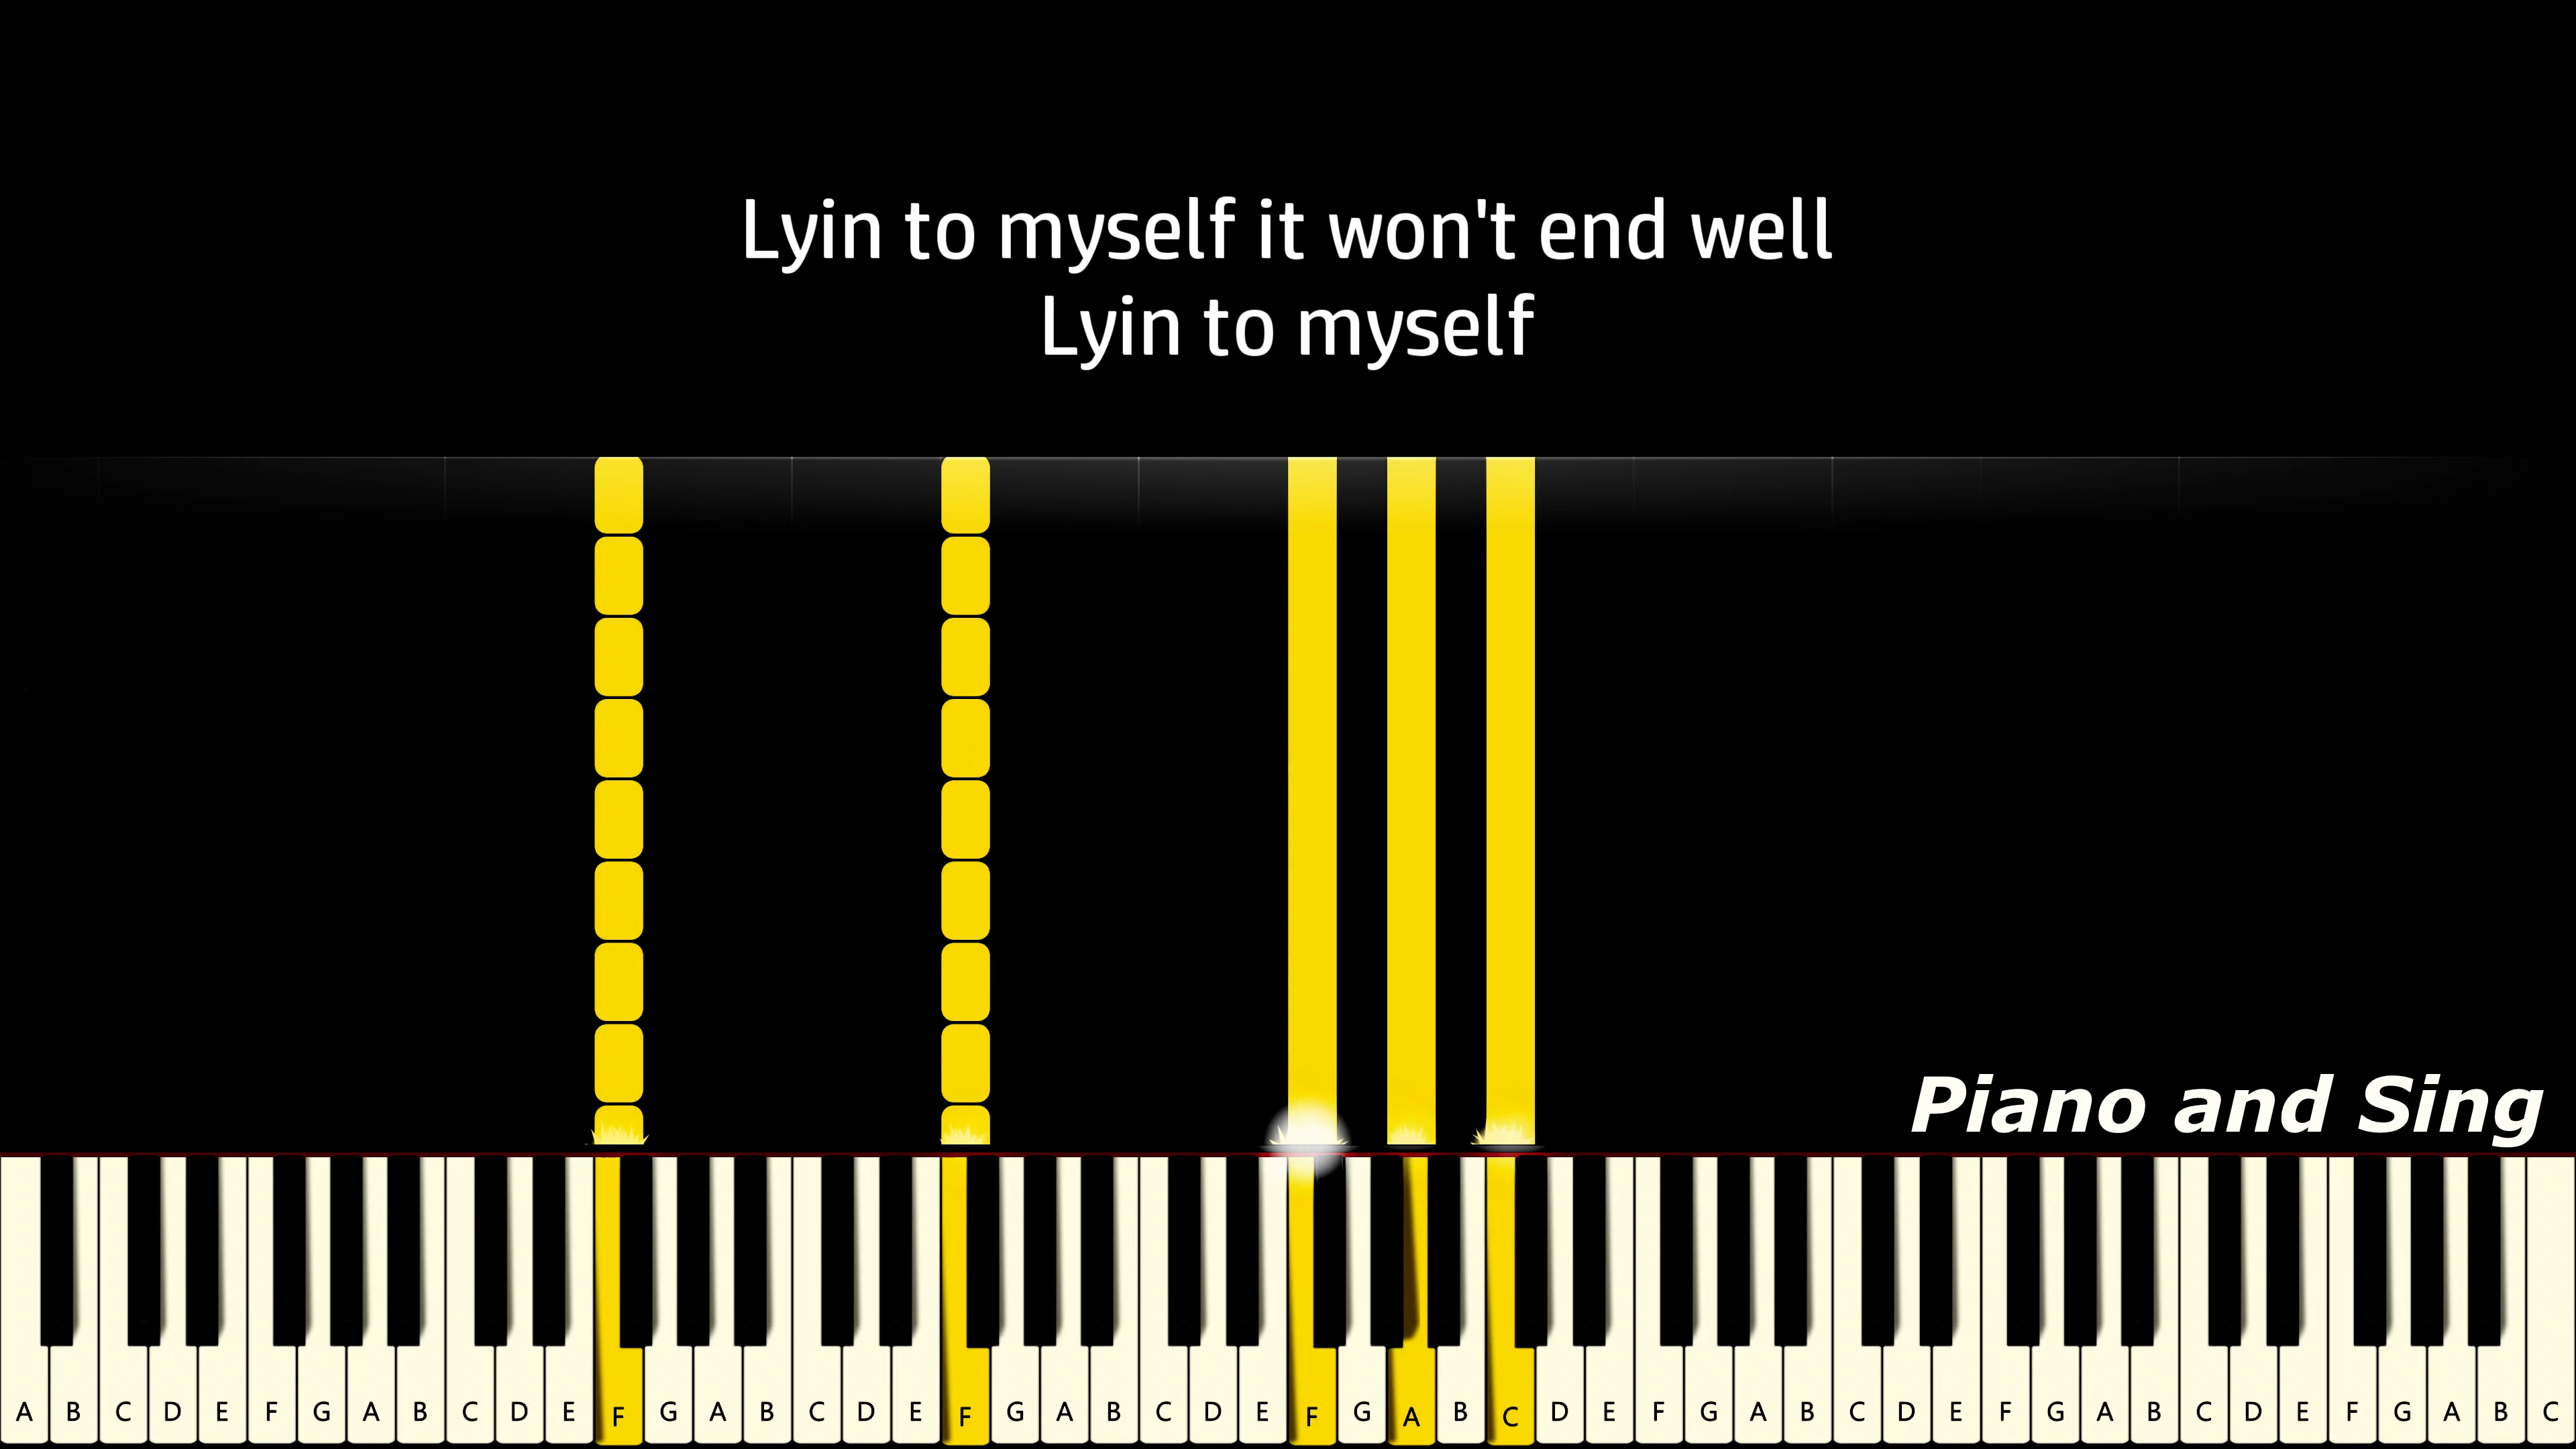 Lyin to myself it won't end well
Lyin to myself
Piano and Sing
A B C D E F G A B C D E F G A B C D E F G A B C D E F G A B C D E F G A B C D E F G A B C D E F G A B C